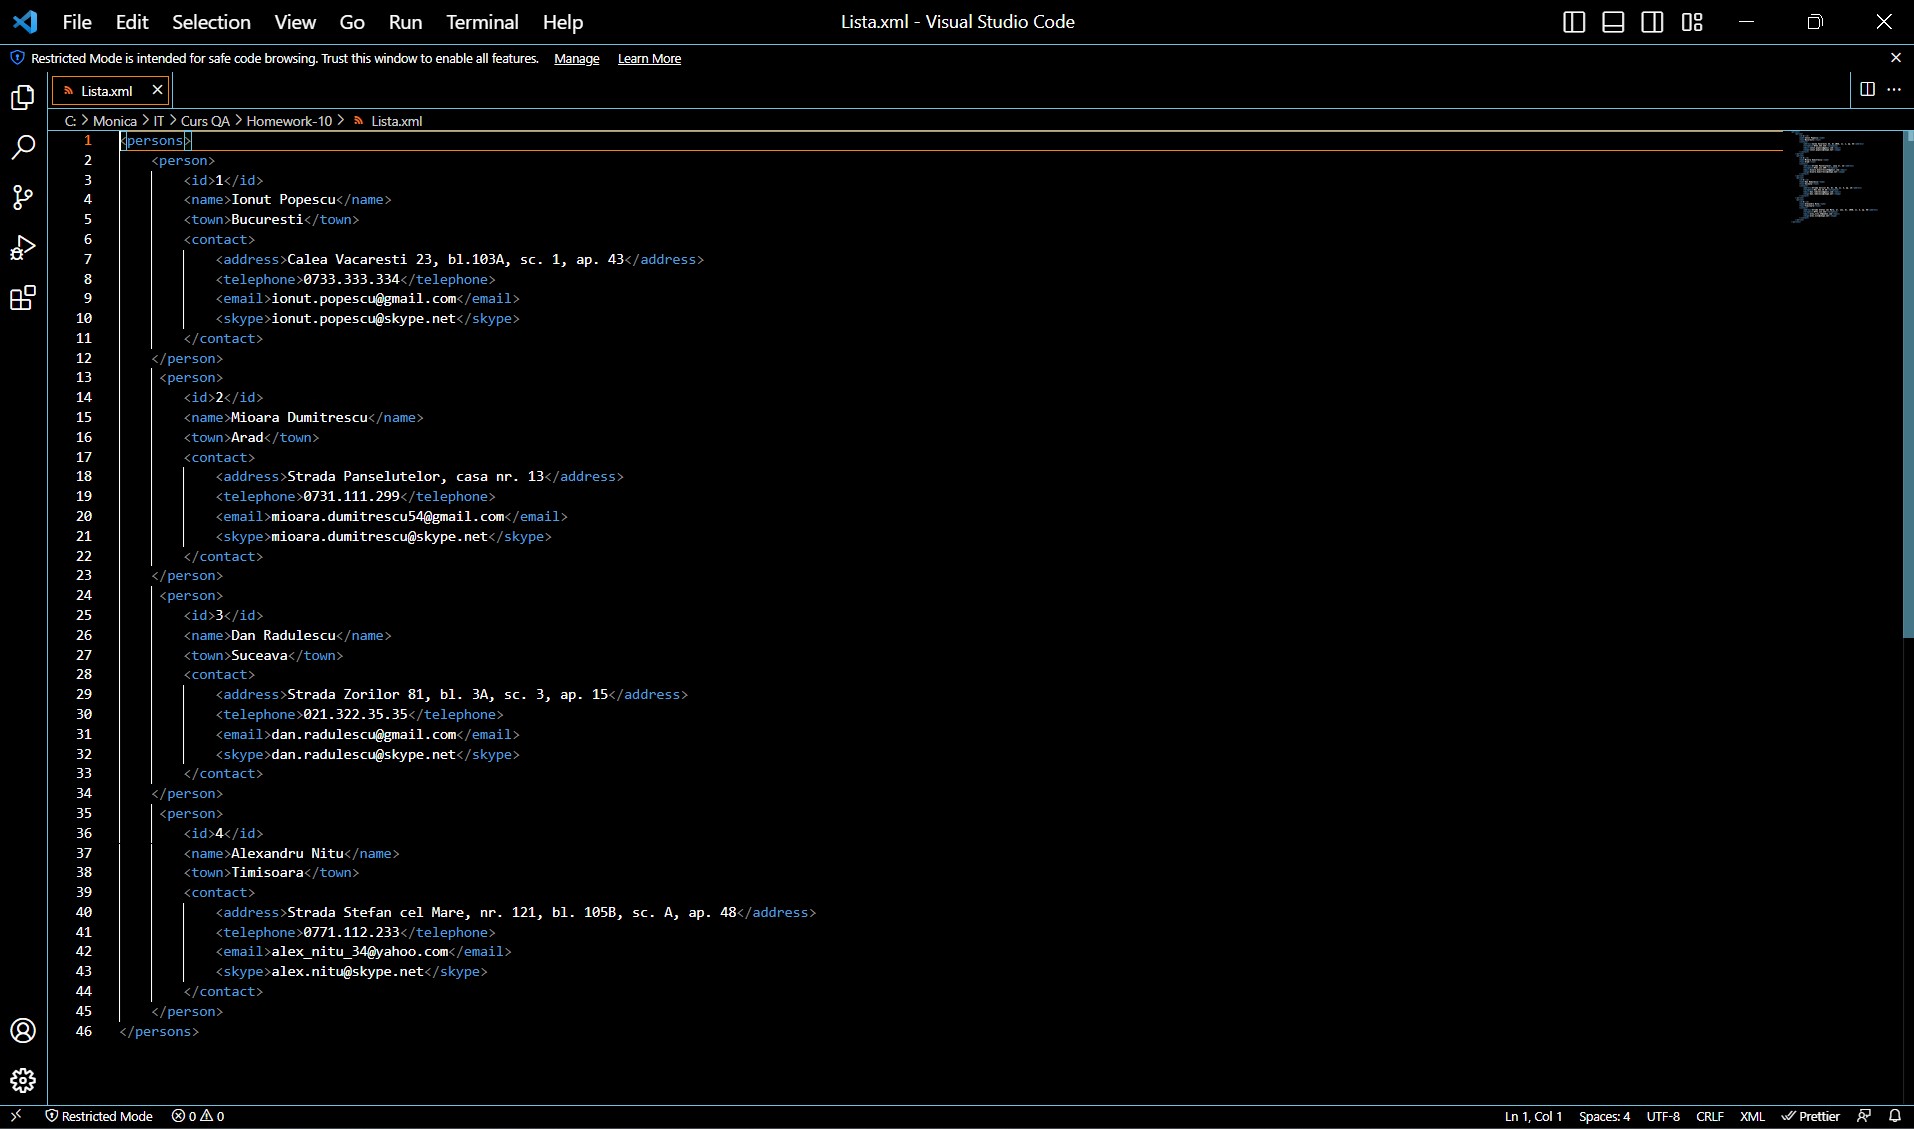 File Edit Selection View Go Run Terminal Help Lista.xml - Visual Studio Code
Restricted Mode is intended for safe code browsing. Trust this window to enable all features. Manage Learn More
Lista.xml
C: > Monica > IT > Curs QA > Homework-10 > Lista.xml
1 <persons>
2 <person>
3 <id>1</id>
4 <name>Ionut Popescu</name>
5 <town>Bucuresti</town>
6 <contact>
7 <address>Calea Vacaresti 23, bl.103A, sc. 1, ap. 43</address>
8 <telephone>0733.333.334</telephone>
9 <email>ionut.popescu@gmail.com</email>
10 <skype>ionut.popescu@skype.net</skype>
11 </contact>
12 </person>
13 <person>
14 <id>2</id>
15 <name>Mioara Dumitrescu</name>
16 <town>Arad</town>
17 <contact>
18 <address>Strada Panselutelor, casa nr. 13</address>
19 <telephone>0731.111.299</telephone>
20 <email>mioara.dumitrescu54@gmail.com</email>
21 <skype>mioara.dumitrescu@skype.net</skype>
22 </contact>
23 </person>
24 <person>
25 <id>3</id>
26 <name>Dan Radulescu</name>
27 <town>Suceava</town>
28 <contact>
29 <address>Strada Zorilor 81, bl. 3A, sc. 3, ap. 15</address>
30 <telephone>021.322.35.35</telephone>
31 <email>dan.radulescu@gmail.com</email>
32 <skype>dan.radulescu@skype.net</skype>
33 </contact>
34 </person>
35 <person>
36 <id>4</id>
37 <name>Alexandru Nitu</name>
38 <town>Timisoara</town>
39 <contact>
40 <address>Strada Stefan cel Mare, nr. 121, bl. 105B, sc. A, ap. 48</address>
41 <telephone>0771.112.233</telephone>
42 <email>alex_nitu_34@yahoo.com</email>
43 <skype>alex.nitu@skype.net</skype>
44 </contact>
45 </person>
46 </persons>
Restricted Mode 0 0 Ln 1, Col 1 Spaces: 4 UTF-8 CRLF XML Prettier